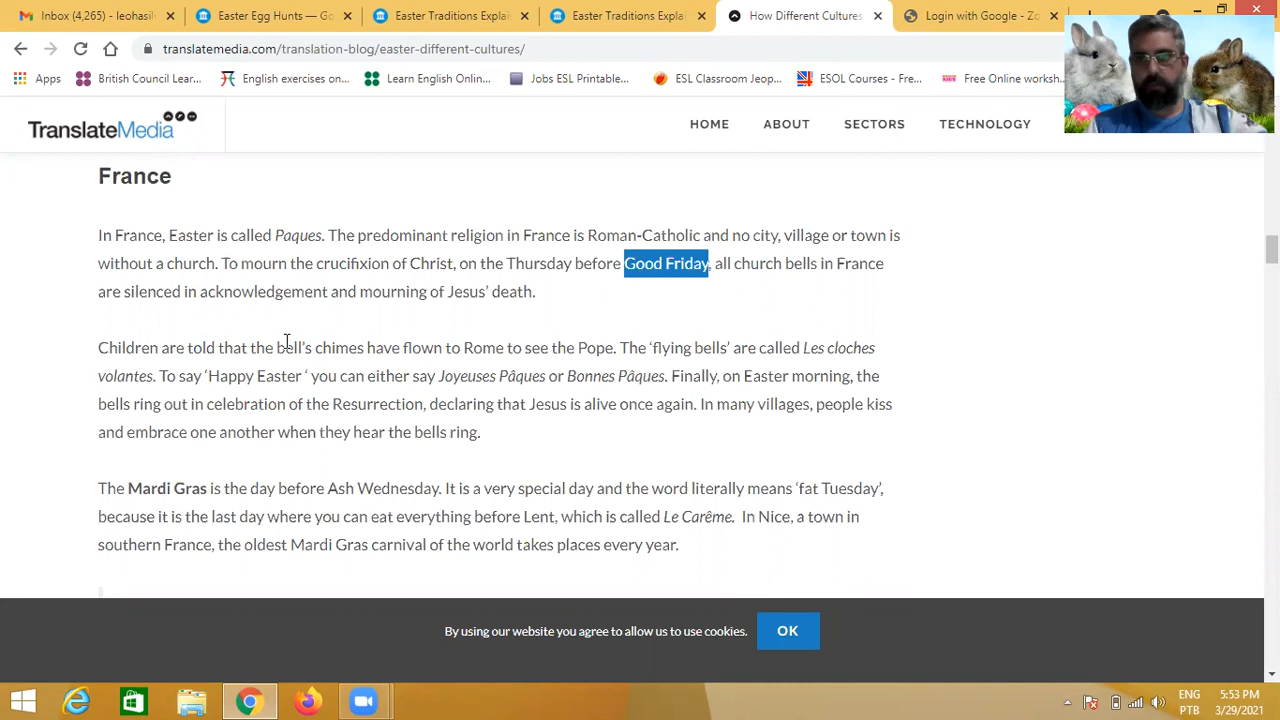 Inbox (4,265) - leohasil
Easter Egg Hunts — Go
Easter Traditions Explai
Easter Traditions Explai
How Different Cultures
Login with Google - Zo
translatemedia.com/translation-blog/easter-different-cultures/
Apps
British Council Lear...
English exercises on...
Learn English Onlin...
Jobs ESL Printable...
ESL Classroom Jeop...
ESOL Courses - Fre...
Free Online worksh...
TranslateMedia
HOME
ABOUT
SECTORS
TECHNOLOGY
France
In France, Easter is called Paques. The predominant religion in France is Roman-Catholic and no city, village or town is
without a church. To mourn the crucifixion of Christ, on the Thursday before Good Friday, all church bells in France
are silenced in acknowledgement and mourning of Jesus’ death.
Children are told that the bell’s chimes have flown to Rome to see the Pope. The ‘flying bells’ are called Les cloches
volantes. To say ‘Happy Easter ‘ you can either say Joyeuses Pâques or Bonnes Pâques. Finally, on Easter morning, the
bells ring out in celebration of the Resurrection, declaring that Jesus is alive once again. In many villages, people kiss
and embrace one another when they hear the bells ring.
The Mardi Gras is the day before Ash Wednesday. It is a very special day and the word literally means ‘fat Tuesday’,
because it is the last day where you can eat everything before Lent, which is called Le Carême. In Nice, a town in
southern France, the oldest Mardi Gras carnival of the world takes places every year.
By using our website you agree to allow us to use cookies.
OK
ENG
PTB
5:53 PM
3/29/2021